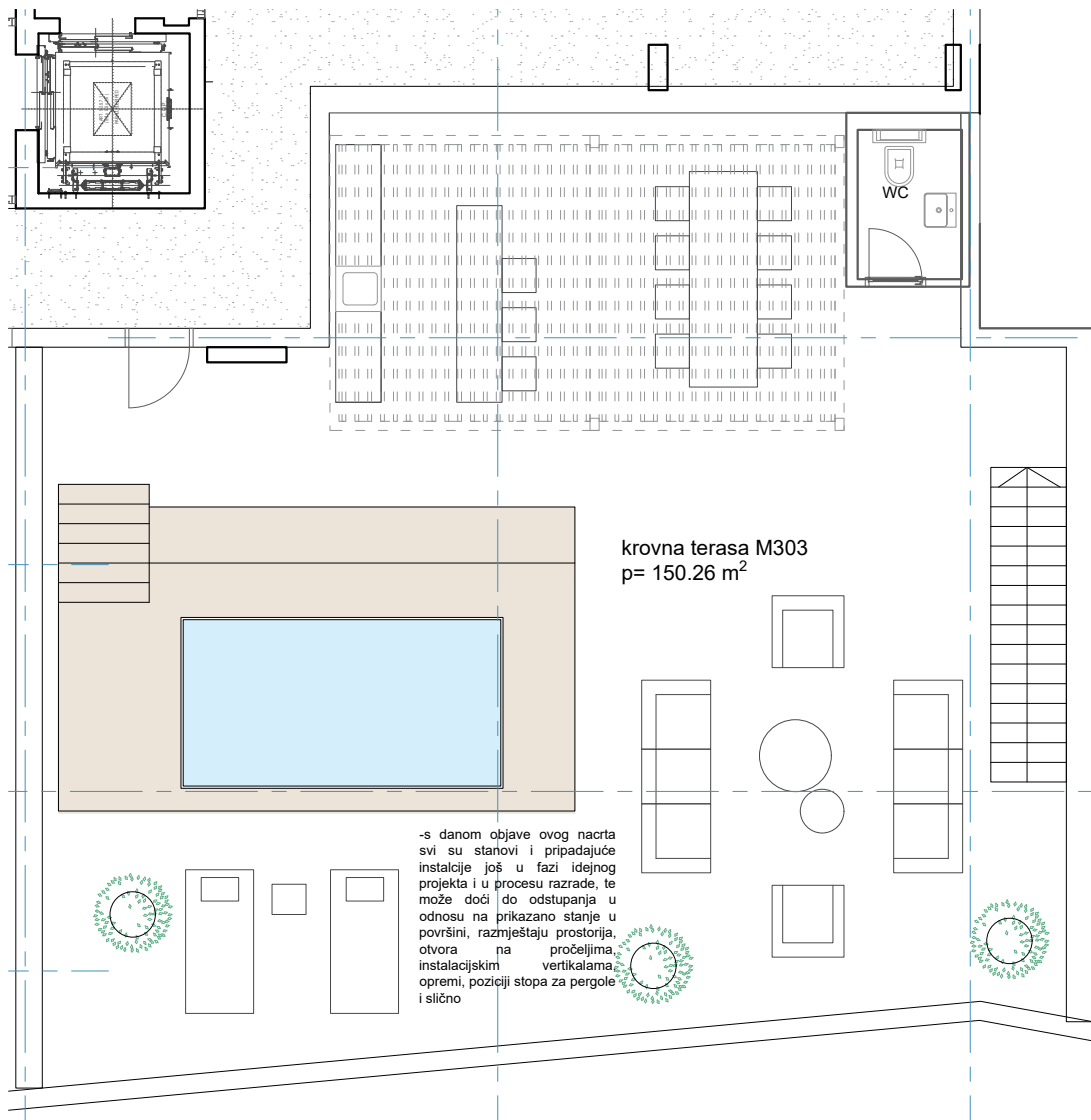 WC
krovna terasa M303
p= 150.26 m²
-s danom objave ovog nacrta
svi su stanovi i pripadajuće
instalcije još u fazi idejnog
projekta i u procesu razrade, te
može doći do odstupanja u
odnosu na prikazano stanje u
površini, razmještaju prostorija,
otvora na pročeljima,
instalacijskim vertikalama,
opremi, poziciji stopa za pergole
i slično